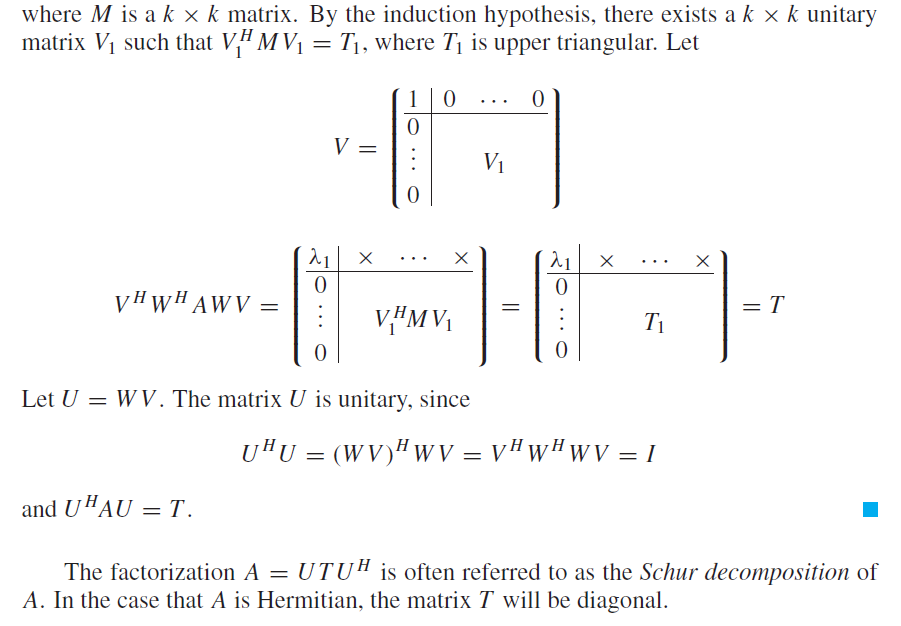 where M is a k × k matrix. By the induction hypothesis, there exists a k × k unitary
matrix V₁ such that V₁ᴴMV₁ = T₁, where T₁ is upper triangular. Let
V = ( 1 | 0 ⋯ 0
0
⋮ V₁
0 )
VᴴWᴴAWV = ( λ₁ | × ⋯ ×
0
⋮ V₁ᴴMV₁
0 ) = ( λ₁ | × ⋯ ×
0
⋮ T₁
0 ) = T
Let U = WV. The matrix U is unitary, since
UᴴU = (WV)ᴴWV = VᴴWᴴWV = I
and UᴴAU = T.
The factorization A = UTUᴴ is often referred to as the Schur decomposition of
A. In the case that A is Hermitian, the matrix T will be diagonal.